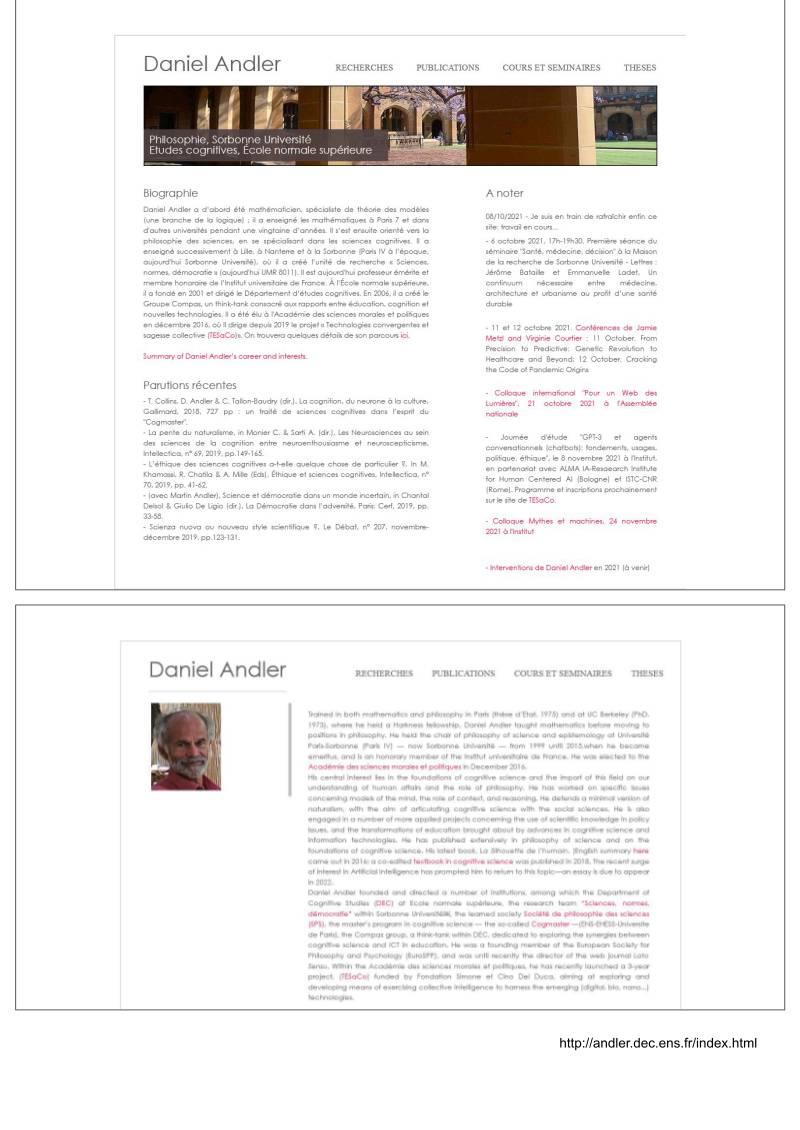 Daniel Andler
RECHERCHES PUBLICATIONS COURS ET SEMINAIRES THESES
Philosophie, Sorbonne Université
Etudes cognitives, École normale supérieure
Biographie
Daniel Andler a d'abord été mathématicien, spécialiste de théorie des modèles
(une branche de la logique) ; il a enseigné les mathématiques à Paris 7 et dans
d'autres universités pendant une vingtaine d'années. Il s'est ensuite orienté vers la
philosophie des sciences, en se spécialisant dans les sciences cognitives. Il a
enseigné successivement à Lille, à Nanterre et à la Sorbonne (Paris IV à l'époque,
aujourd'hui Sorbonne Université), où il a créé l'unité de recherche « Sciences,
normes, démocratie » (aujourd'hui UMR 8011). Il est aujourd'hui professeur émérite et
membre honoraire de l'Institut universitaire de France. À l'École normale supérieure,
il a fondé en 2001 et dirigé le Département d'études cognitives. En 2006, il a créé le
Groupe Compas, un think-tank consacré aux rapports entre éducation, cognition et
nouvelles technologies. Il a été élu à l'Académie des sciences morales et politiques
en décembre 2016, où il dirige depuis 2019 le projet « Technologies convergentes et
sagesse collective (TESaCo)». On trouvera quelques détails de son parcours ici.
Summary of Daniel Andler's career and interests.
Parutions récentes
- T. Collins, D. Andler & C. Tallon-Baudry (dir.), La cognition, du neurone à la culture,
Gallimard, 2018, 727 pp : un traité de sciences cognitives dans l'esprit du
"Cogmaster".
- La pente du naturalisme, in Monier C. & Sarti A. (dir.), Les Neurosciences au sein
des sciences de la cognition entre neuroenthousiasme et neuroscepticisme,
Intellectica, n° 69, 2019, pp.149-165.
- L'éthique des sciences cognitives a-t-elle quelque chose de particulier ?, in M.
Khamassi, R. Chatila & A. Mille (Eds), Éthique et sciences cognitives, Intellectica, n°
70, 2019, pp. 41-62.
- (avec Martin Andler), Science et démocratie dans un monde incertain, in Chantal
Delsol & Giulio De Ligio (dir.), La Démocratie dans l'adversité, Paris: Cerf, 2019, pp.
33-58.
- Scienza nuova ou nouveau style scientifique ?, Le Débat, n° 207, novembre-
décembre 2019, pp.123-131.
A noter
08/10/2021 - Je suis en train de rafraîchir enfin ce
site: travail en cours...
- 6 octobre 2021, 17h-19h30, Première séance du
séminaire "Santé, médecine, décision" à la Maison
de la recherche de Sorbonne Université - Lettres :
Jérôme Bataille et Emmanuelle Ladet, Un
continuum nécessaire entre médecine,
architecture et urbanisme au profit d'une santé
durable
- 11 et 12 octobre 2021, Conférences de Jamie
Metzl and Virginie Courtier : 11 October, From
Precision to Predictive: Genetic Revolution to
Healthcare and Beyond; 12 October, Cracking
the Code of Pandemic Origins
- Colloque international "Pour un Web des
Lumières", 21 octobre 2021 à l'Assemblée
nationale
- Journée d'étude "GPT-3 et agents
conversationnels (chatbots): fondements, usages,
politique, éthique", le 8 novembre 2021 à l'Institut,
en partenariat avec ALMA IA-Ressearch Institute
for Human Centered AI (Bologne) et ISTC-CNR
(Rome). Programme et inscriptions prochainement
sur le site de TESaCo.
- Colloque Mythes et machines, 24 novembre
2021 à l'Institut
- Interventions de Daniel Andler en 2021 (à venir)
Daniel Andler
RECHERCHES PUBLICATIONS COURS ET SEMINAIRES THESES
Trained in both mathematics and philosophy in Paris (thèse d'Etat, 1975) and at UC Berkeley (PhD,
1973), where he held a Harkness fellowship, Daniel Andler taught mathematics before moving to
positions in philosophy. He held the chair of philosophy of science and epistemology at Université
Paris-Sorbonne (Paris IV) — now Sorbonne Université — from 1999 until 2015,when he became
emeritus, and is an honorary member of the Institut universitaire de France. He was elected to the
Académie des sciences morales et politiques in December 2016.
His central interest lies in the foundations of cognitive science and the import of this field on our
understanding of human affairs and the role of philosophy. He has worked on specific issues
concerning models of the mind, the role of context, and reasoning. He defends a minimal version of
naturalism, with the aim of articulating cognitive science with the social sciences. He is also
engaged in a number of more applied projects concerning the use of scientific knowledge in policy
issues, and the transformations of education brought about by advances in cognitive science and
information technologies. He has published extensively in philosophy of science and on the
foundations of cognitive science. His latest book, La Silhouette de l'humain, (English summary here
came out in 2016; a co-edited textbook in cognitive science was published in 2018. The recent surge
of interest in Artificial Intelligence has prompted him to return to this topic—an essay is due to appear
in 2022.
Daniel Andler founded and directed a number of institutions, among which the Department of
Cognitive Studies (DEC) at Ecole normale supérieure, the research team "Sciences, normes,
démocratie" within Sorbonne Université, the learned society Société de philosophie des sciences
(SPS), the master's program in cognitive science — the so-called Cogmaster —(ENS-EHESS-Universite
de Paris), the Compas group, a think-tank within DEC, dedicated to exploring the synergies between
cognitive science and ICT in education. He was a founding member of the European Society for
Philosophy and Psychology (EuroSPP), and was until recently the director of the web journal Lato
Sensu. Within the Académie des sciences morales et politiques, he has recently launched a 3-year
project, (TESaCo) funded by Fondation Simone et Cino Del Duca, aiming at exploring and
developing means of exercising collective intelligence to harness the emerging (digital, bio, nano...)
technologies.
http://andler.dec.ens.fr/index.html